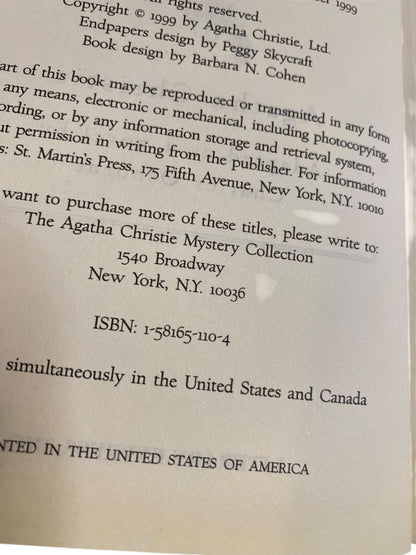 rights reserved.
1999
Copyright © 1999 by Agatha Christie, Ltd.
Endpapers design by Peggy Skycraft
Book design by Barbara N. Cohen
art of this book may be reproduced or transmitted in any form
any means, electronic or mechanical, including photocopying,
ording, or by any information storage and retrieval system,
ut permission in writing from the publisher. For information
s: St. Martin's Press, 175 Fifth Avenue, New York, N.Y. 10010
want to purchase more of these titles, please write to:
The Agatha Christie Mystery Collection
1540 Broadway
New York, N.Y. 10036
ISBN: 1-58165-110-4
simultaneously in the United States and Canada
NTED IN THE UNITED STATES OF AMERICA